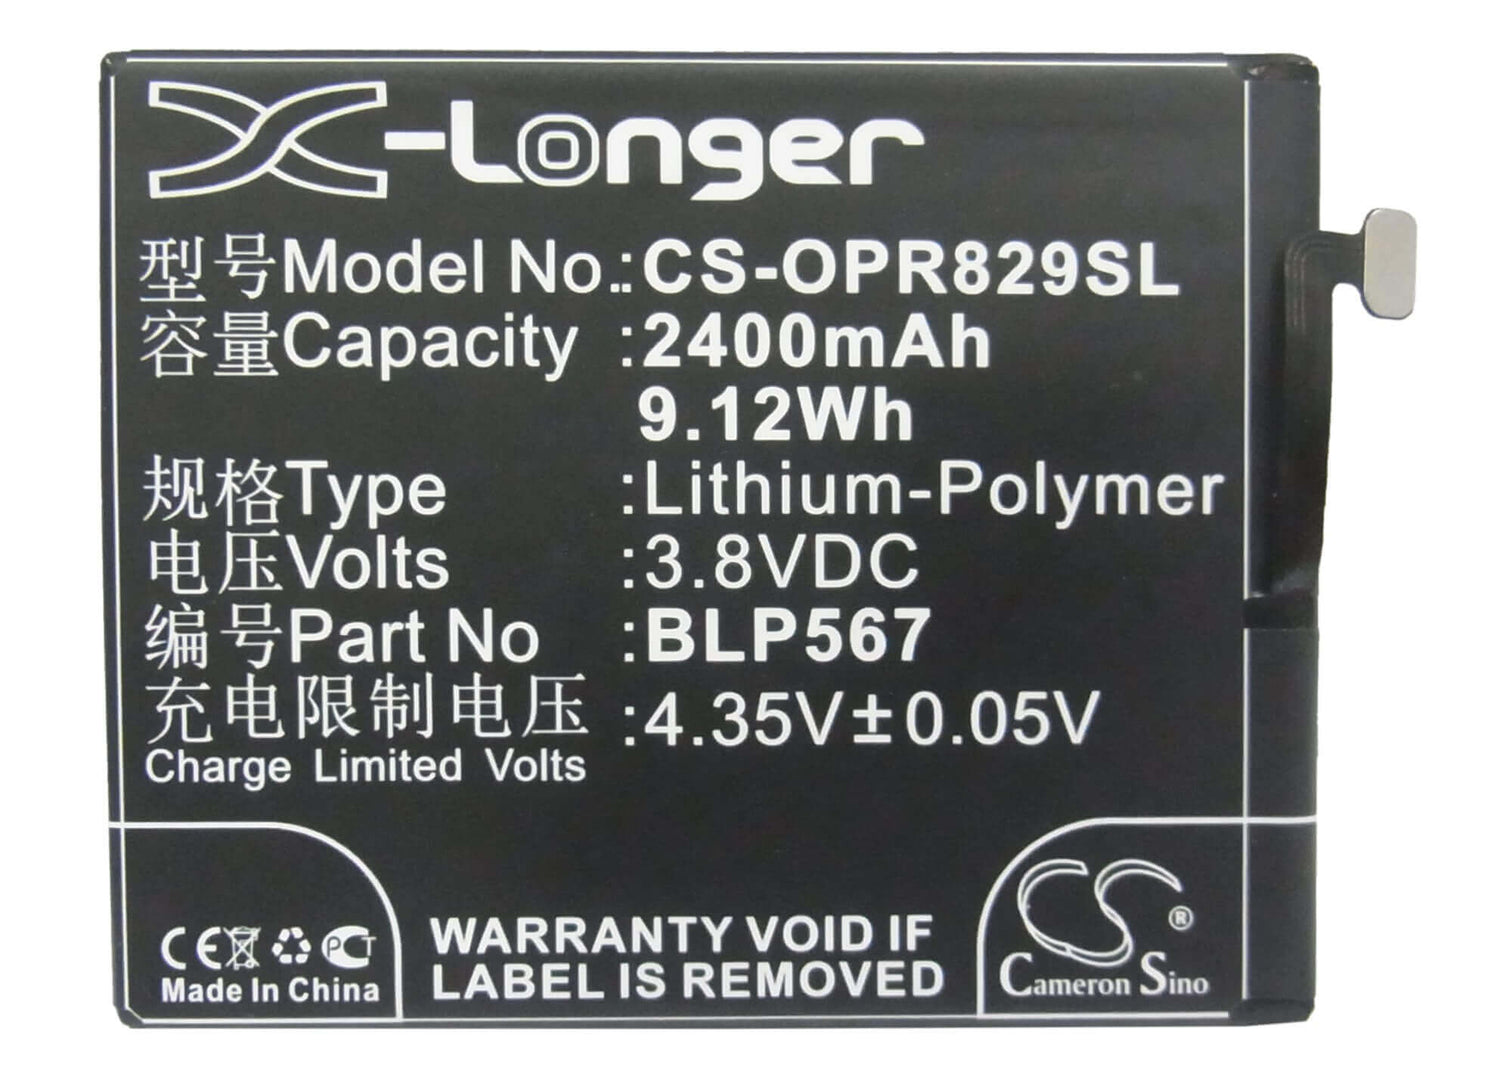 X-Longer
型号Model No.:CS-OPR829SL
容量Capacity :2400mAh
9.12Wh
规格Type :Lithium-Polymer
电压Volts :3.8VDC
编号Part No :BLP567
充电限制电压 :4.35V±0.05V
Charge Limited Volts
CE PCT
Made In China
WARRANTY VOID IF
LABEL IS REMOVED
CS®
Cameron Sino